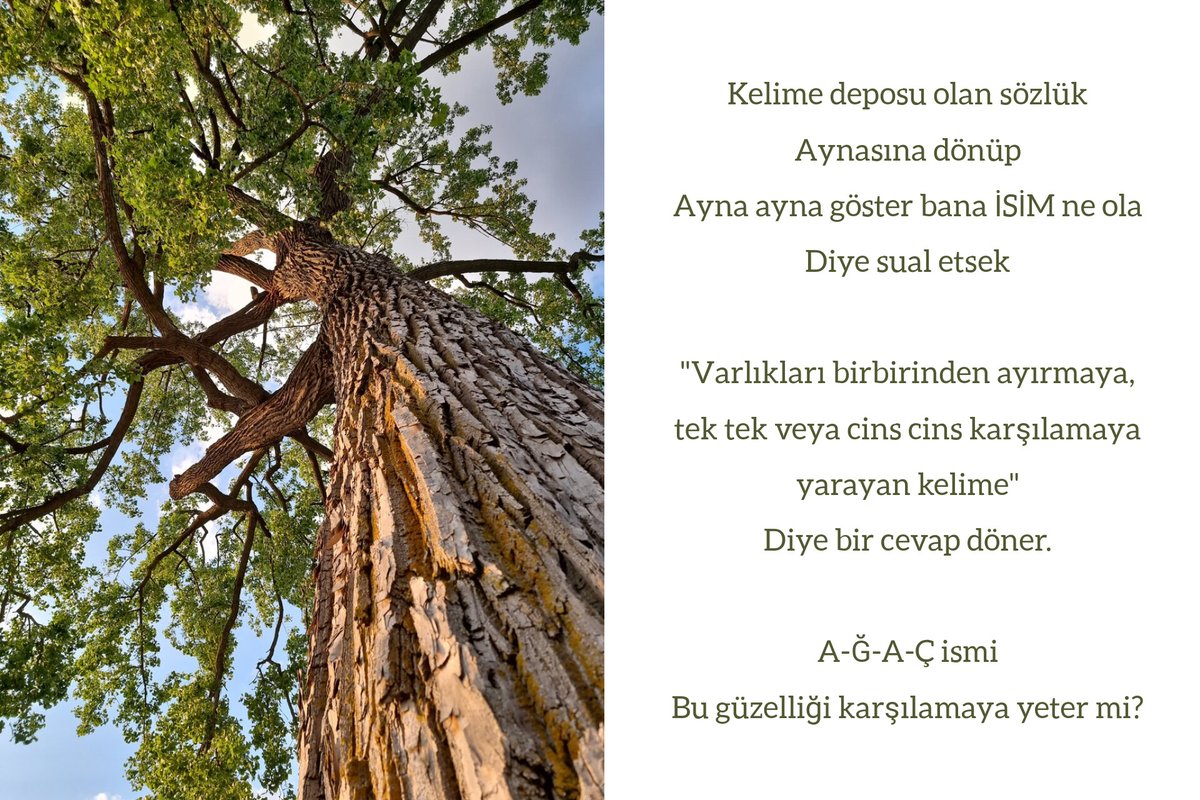 Kelime deposu olan sözlük
Aynasına dönüp
Ayna ayna göster bana İSİM ne ola
Diye sual etsek
"Varlıkları birbirinden ayırmaya,
tek tek veya cins cins karşılamaya
yarayan kelime"
Diye bir cevap döner.
A-Ğ-A-Ç ismi
Bu güzelliği karşılamaya yeter mi?